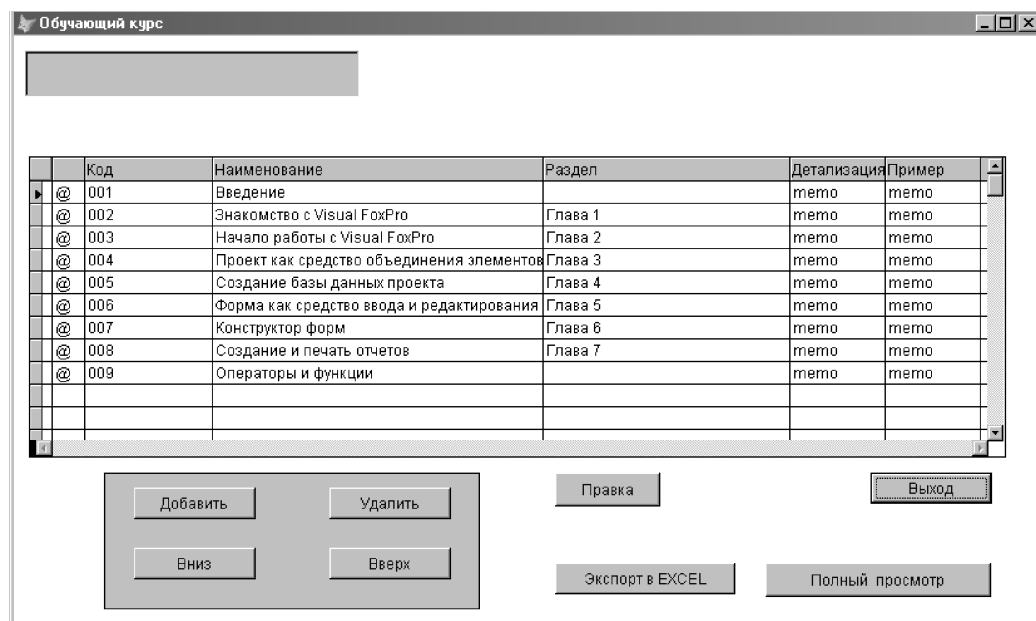 Обучающий курс
Код Наименование Раздел Детализация Пример
@ 001 Введение memo memo
@ 002 Знакомство с Visual FoxPro Глава 1 memo memo
@ 003 Начало работы с Visual FoxPro Глава 2 memo memo
@ 004 Проект как средство объединения элементов Глава 3 memo memo
@ 005 Создание базы данных проекта Глава 4 memo memo
@ 006 Форма как средство ввода и редактирования Глава 5 memo memo
@ 007 Конструктор форм Глава 6 memo memo
@ 008 Создание и печать отчетов Глава 7 memo memo
@ 009 Операторы и функции memo memo
Добавить Удалить Правка Выход
Вниз Вверх Экспорт в EXCEL Полный просмотр